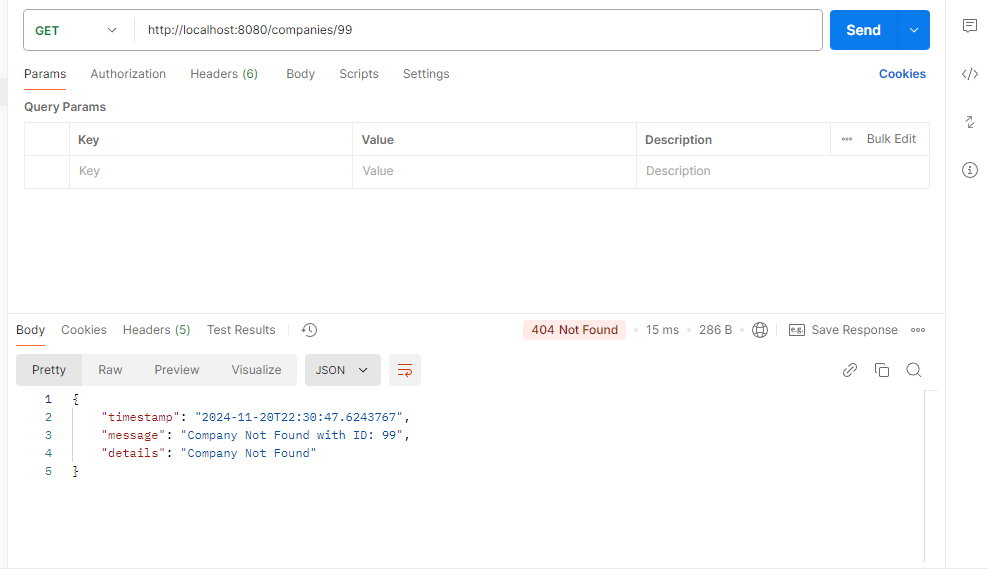 GET http://localhost:8080/companies/99 Send
Params Authorization Headers (6) Body Scripts Settings Cookies
Query Params
Key Value Description Bulk Edit
Key Value Description
Body Cookies Headers (5) Test Results 404 Not Found 15 ms 286 B e.g. Save Response
Pretty Raw Preview Visualize JSON
1 {
2 "timestamp": "2024-11-20T22:30:47.6243767",
3 "message": "Company Not Found with ID: 99",
4 "details": "Company Not Found"
5 }